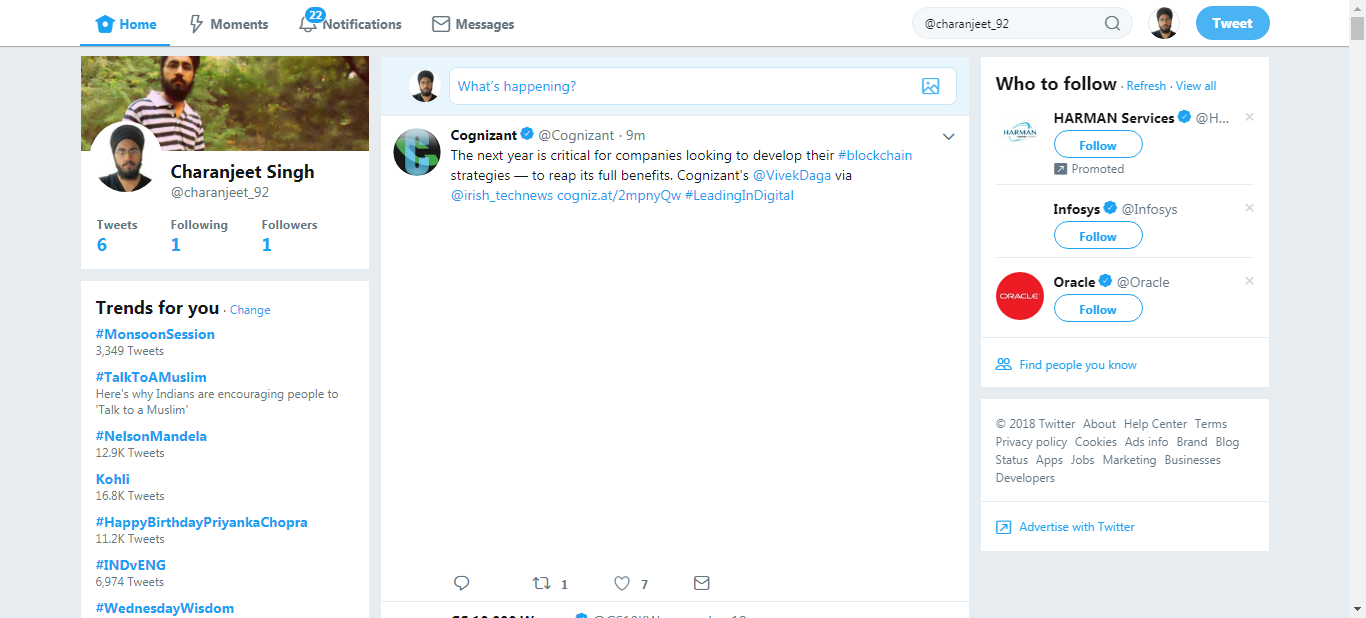 Home
Moments
22
Notifications
Messages
@charanjeet_92
Tweet
Charanjeet Singh
@charanjeet_92
Tweets Following Followers
6 1 1
Trends for you · Change
#MonsoonSession
3,349 Tweets
#TalkToAMuslim
Here's why Indians are encouraging people to
'Talk to a Muslim'
#NelsonMandela
12.9K Tweets
Kohli
16.8K Tweets
#HappyBirthdayPriyankaChopra
11.2K Tweets
#INDvENG
6,974 Tweets
#WednesdayWisdom
What's happening?
Cognizant @Cognizant · 9m
The next year is critical for companies looking to develop their #blockchain
strategies — to reap its full benefits. Cognizant's @VivekDaga via
@irish_technews cogniz.at/2mpnyQw #LeadingInDigital
1 7
Who to follow · Refresh · View all
HARMAN
HARMAN Services @H...
Follow
Promoted
Infosys @Infosys
Follow
ORACLE
Oracle @Oracle
Follow
Find people you know
© 2018 Twitter About Help Center Terms
Privacy policy Cookies Ads info Brand Blog
Status Apps Jobs Marketing Businesses
Developers
Advertise with Twitter